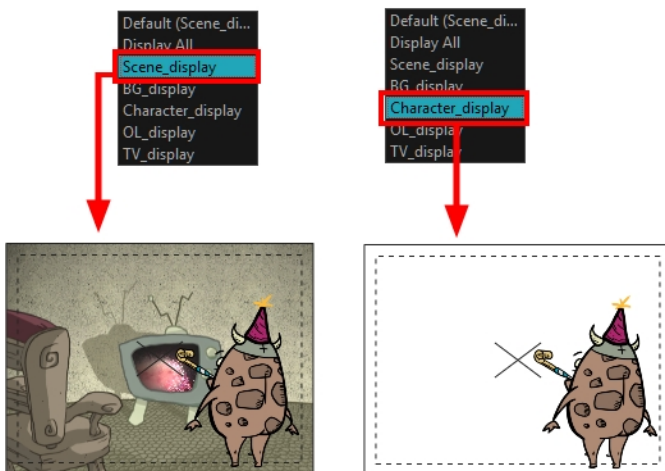 Default (Scene_di...
Display All
Scene_display
BG_display
Character_display
OL_display
TV_display
Default (Scene_di...
Display All
Scene_display
BG_display
Character_display
OL_display
TV_display